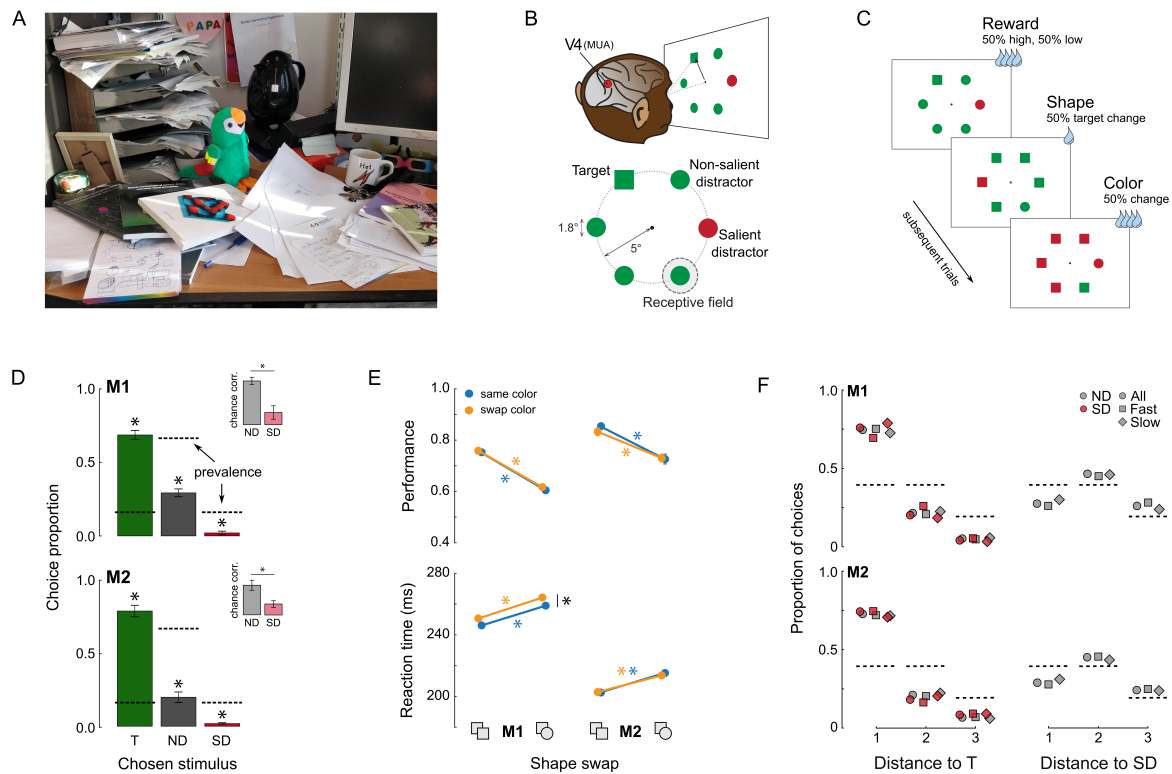 A
PAPA
Hot
B
V4(MUA)
Target
Non-salient
distractor
1.8°
5°
Salient
distractor
Receptive field
C
Reward
50% high, 50% low
Shape
50% target change
Color
50% change
subsequent trials
D
M1
1.0
0.5
0.0
*
*
*
prevalence
chance corr.
*
ND
SD
M2
1.0
0.5
0.0
*
*
*
chance corr.
*
ND
SD
Choice proportion
T
ND
SD
Chosen stimulus
E
same color
swap color
Performance
1.0
0.8
0.6
0.4
*
*
*
*
Reaction time (ms)
280
240
200
*
*
*
**
M1
M2
Shape swap
F
M1
ND
All
SD
Fast
Slow
1.0
0.5
0
M2
1.0
0.5
0
Proportion of choices
1
2
3
1
2
3
Distance to T
Distance to SD